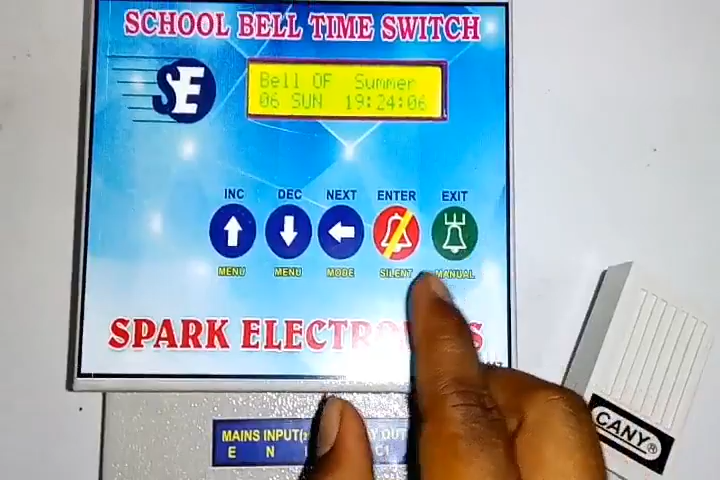 SCHOOL BELL TIME SWITCH
SE
Bell OF Summer
06 SUN 19:24:06
INC DEC NEXT ENTER EXIT
MENU MENU MODE SILENT MANUAL
SPARK
MAINS INPUT
E N C1
CANY®